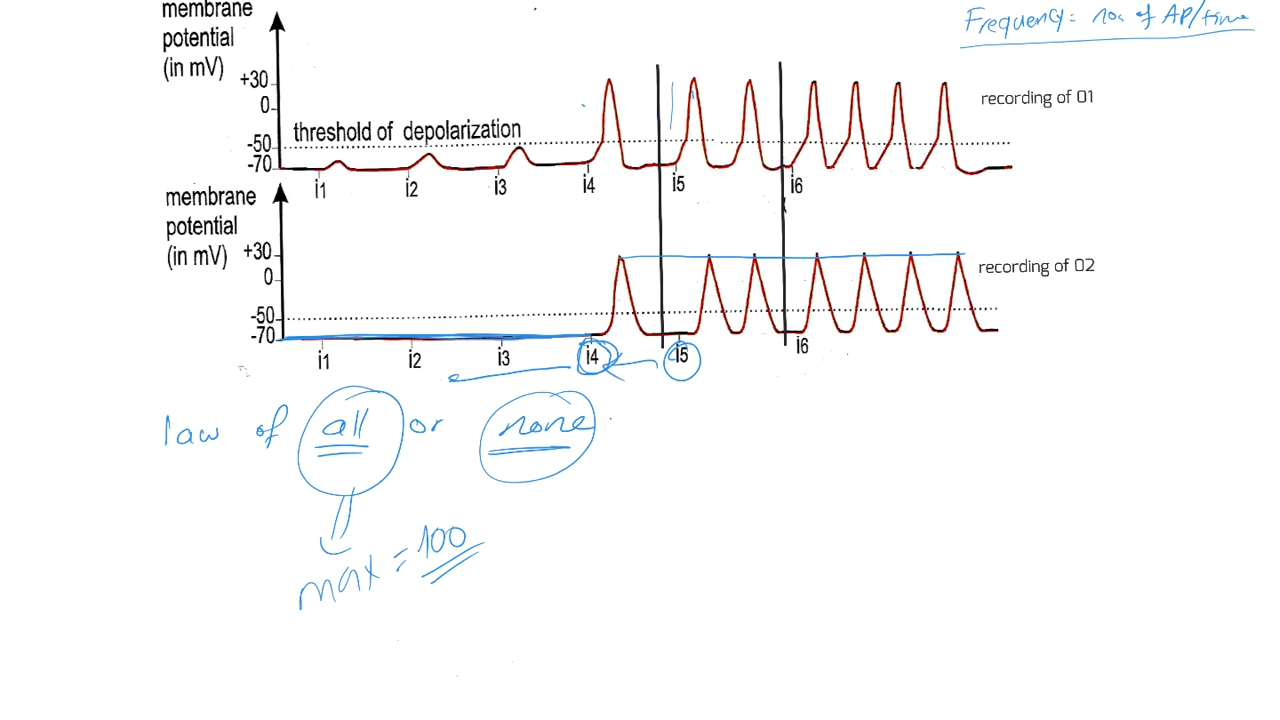 membrane
potential
(in mV)
Frequency = no. of AP/time
+30
0
-50
-70
threshold of depolarization
recording of O1
i1 i2 i3 i4 i5 i6
membrane
potential
(in mV)
+30
0
-50
-70
recording of O2
i1 i2 i3 i4 i5 i6
law of all or none
max = 100